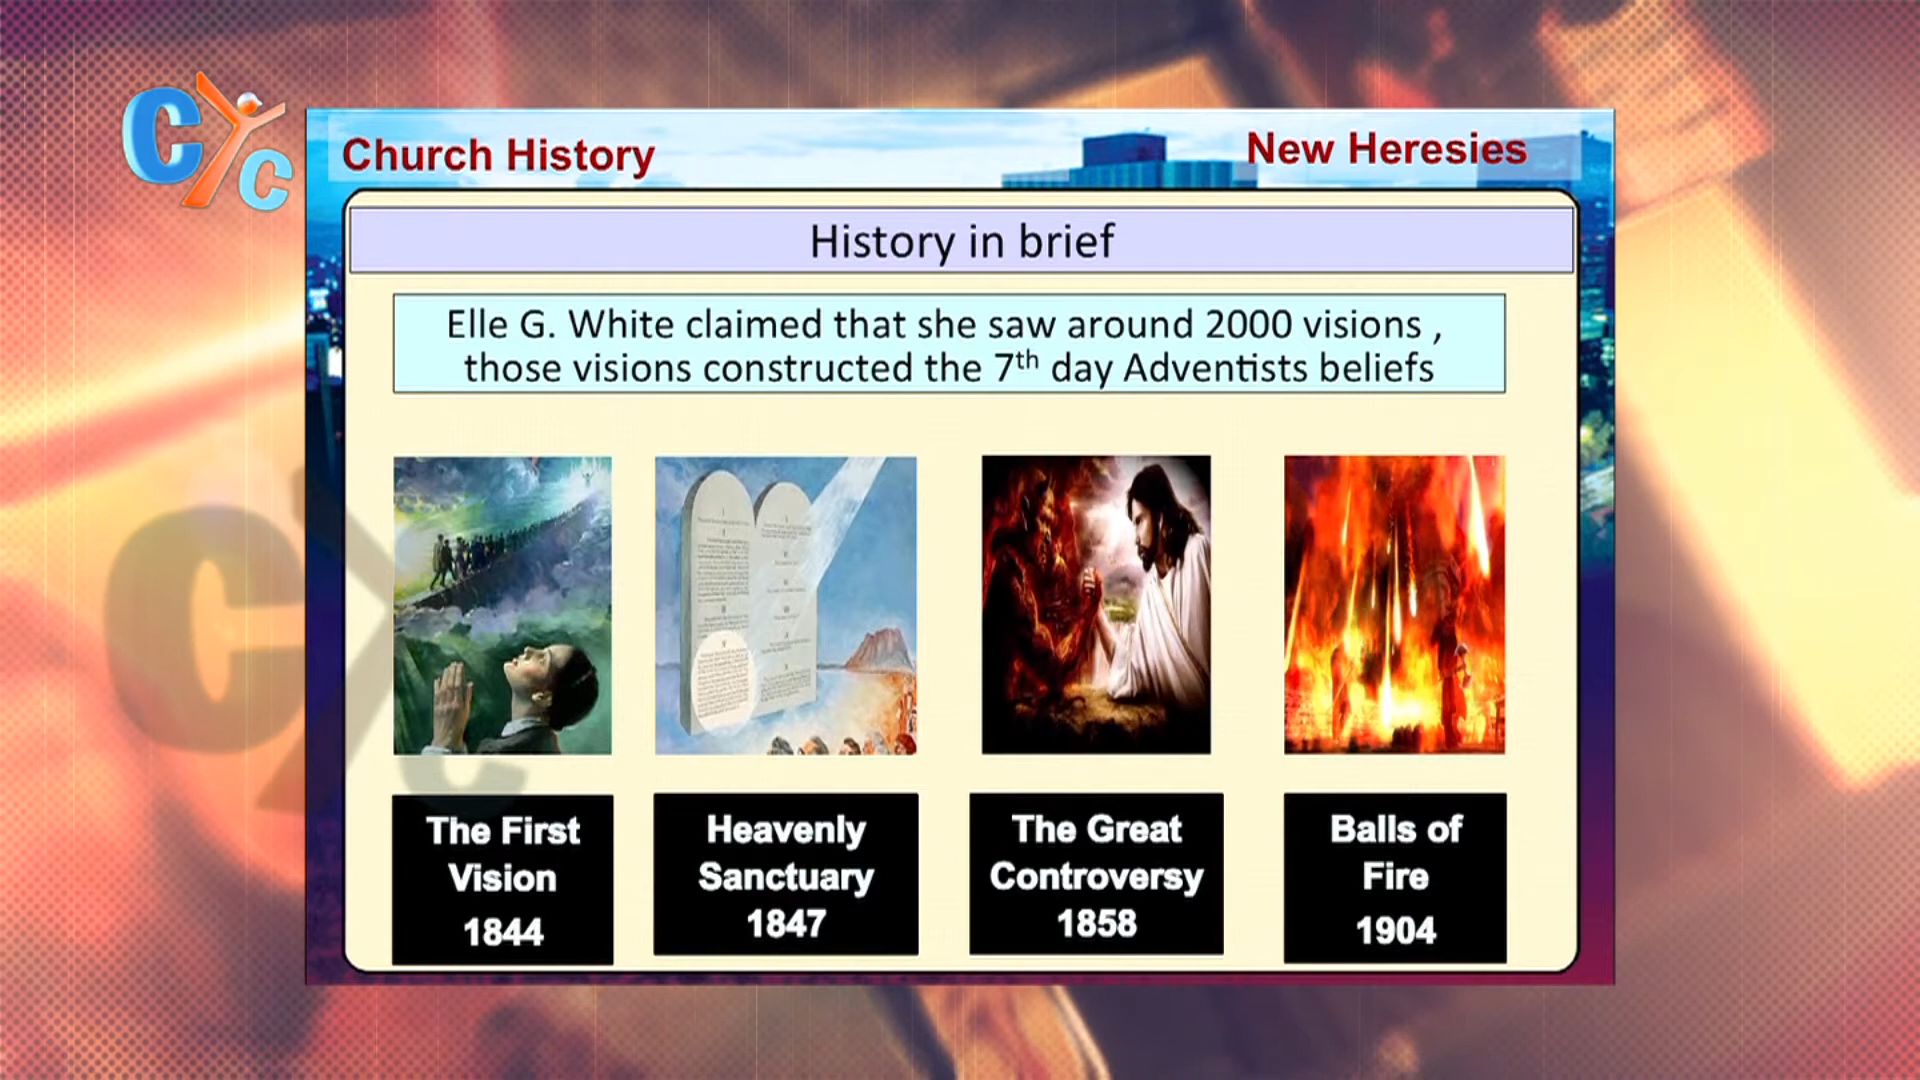 CYC
Church History
New Heresies
History in brief
Elle G. White claimed that she saw around 2000 visions ,
those visions constructed the 7th day Adventists beliefs
The First
Vision
1844
Heavenly
Sanctuary
1847
The Great
Controversy
1858
Balls of
Fire
1904